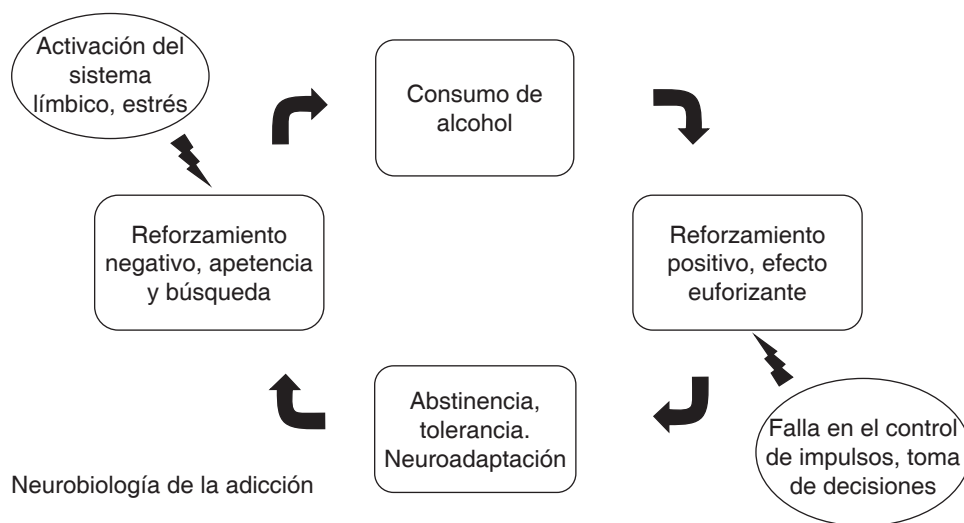 Activación del
sistema
límbico, estrés
Consumo de
alcohol
Reforzamiento
negativo, apetencia
y búsqueda
Reforzamiento
positivo, efecto
euforizante
Abstinencia,
tolerancia.
Neuroadaptación
Falla en el control
de impulsos, toma
de decisiones
Neurobiología de la adicción